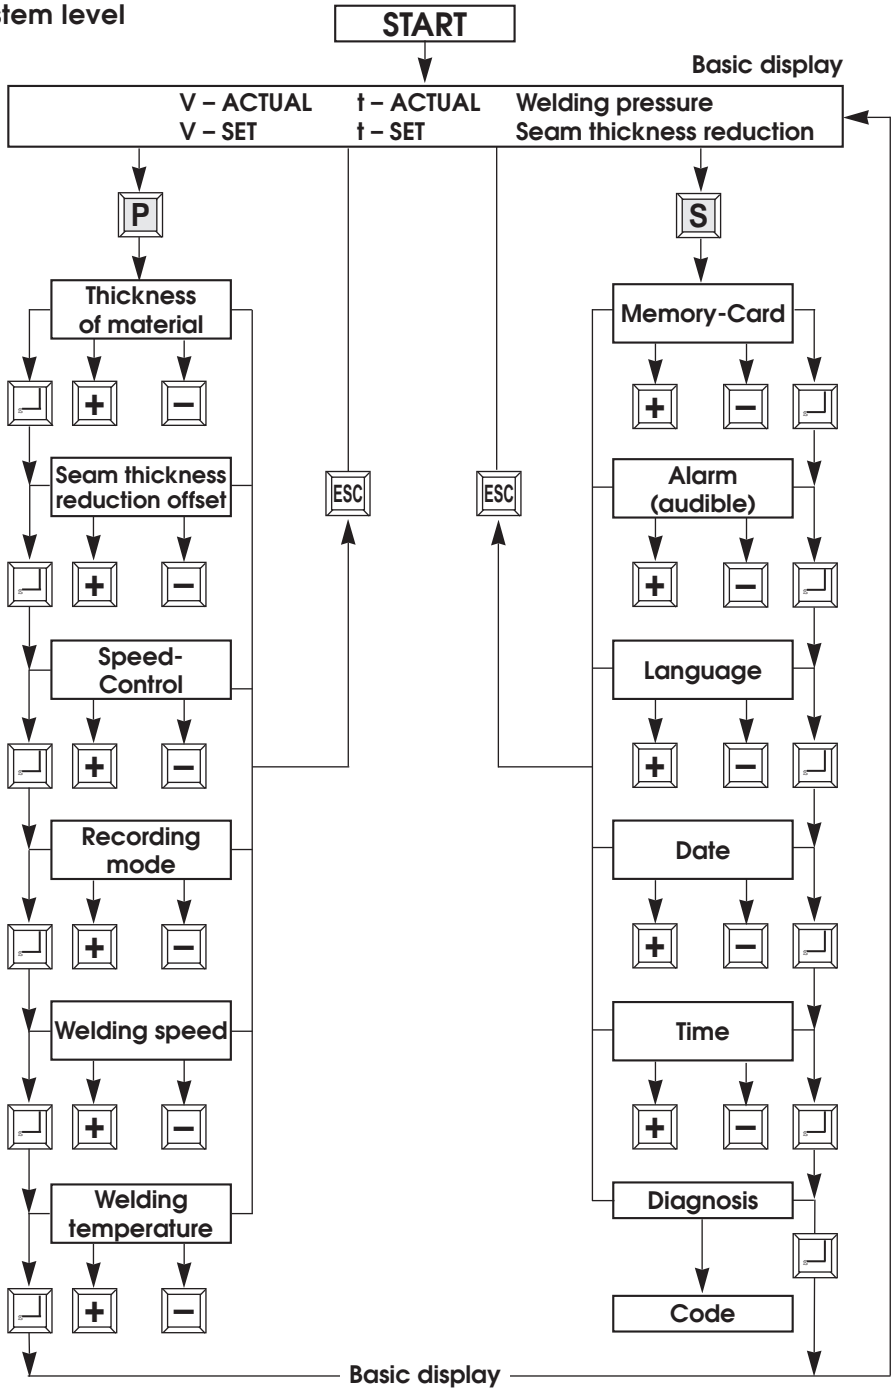 stem level
START
Basic display
V – ACTUAL t – ACTUAL Welding pressure
V – SET t – SET Seam thickness reduction
P S
Thickness
of material
Memory-Card
+ –
+ –
Seam thickness
reduction offset
Alarm
(audible)
ESC ESC
+ –
+ –
Speed-
Control
Language
+ –
+ –
Recording
mode
Date
+ –
+ –
Welding speed
Time
+ –
+ –
Welding
temperature
Diagnosis
+ –
Code
Basic display